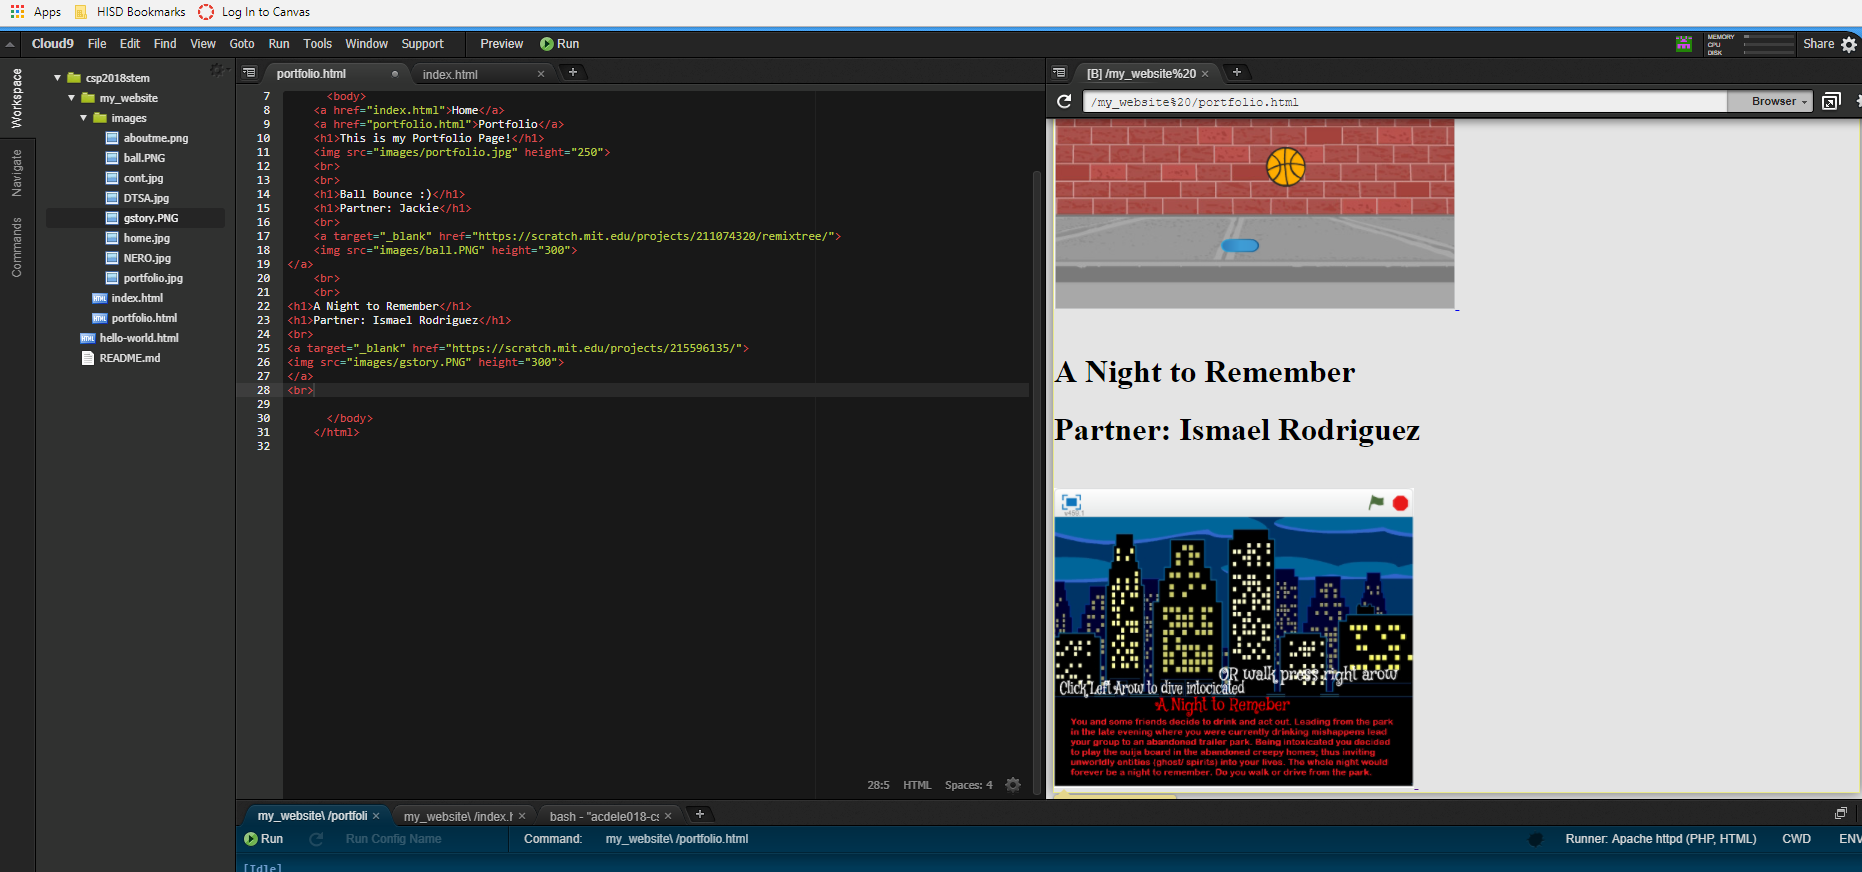 Apps HISD Bookmarks Log In to Canvas
Cloud9 File Edit Find View Goto Run Tools Window Support Preview Run MEMORY CPU DISK Share
Workspace
Navigate
Commands
csp2018stem
my_website
images
aboutme.png
ball.PNG
cont.jpg
DTSA.jpg
gstory.PNG
home.jpg
NERO.jpg
portfolio.jpg
index.html
portfolio.html
hello-world.html
README.md
portfolio.html index.html
7 <body>
8 <a href="index.html">Home</a>
9 <a href="portfolio.html">Portfolio</a>
10 <h1>This is my Portfolio Page!</h1>
11 <img src="images/portfolio.jpg" height="250">
12 <br>
13 <br>
14 <h1>Ball Bounce :)</h1>
15 <h1>Partner: Jackie</h1>
16 <br>
17 <a target="_blank" href="https://scratch.mit.edu/projects/211074320/remixtree/">
18 <img src="images/ball.PNG" height="300">
19 </a>
20 <br>
21 <br>
22 <h1>A Night to Remember</h1>
23 <h1>Partner: Ismael Rodriguez</h1>
24 <br>
25 <a target="_blank" href="https://scratch.mit.edu/projects/215596135/">
26 <img src="images/gstory.PNG" height="300">
27 </a>
28 <br>
29
30 </body>
31 </html>
32
28:5 HTML Spaces: 4
[B] /my_website%20
/my_website%20/portfolio.html Browser
A Night to Remember
Partner: Ismael Rodriguez
OR walk press right arow
Click Left Arow to dive intocicated
A Night to Remeber
You and some friends decide to drink and act out. Leading from the park
in the late evening where you were currently drinking mishappens lead
your group to an abandoned trailer park. Being intoxicated you decided
to play the ouija board in the abandoned creepy homes; thus inviting
unworldly entities (ghost/ spirits) into your lives. The whole night would
forever be a night to remember. Do you walk or drive from the park.
my_website\ /portfoli my_website\ /index.h bash - "acdele018-cs
Run Run Config Name Command: my_website\ /portfolio.html Runner: Apache httpd (PHP, HTML) CWD ENV
[Idle]